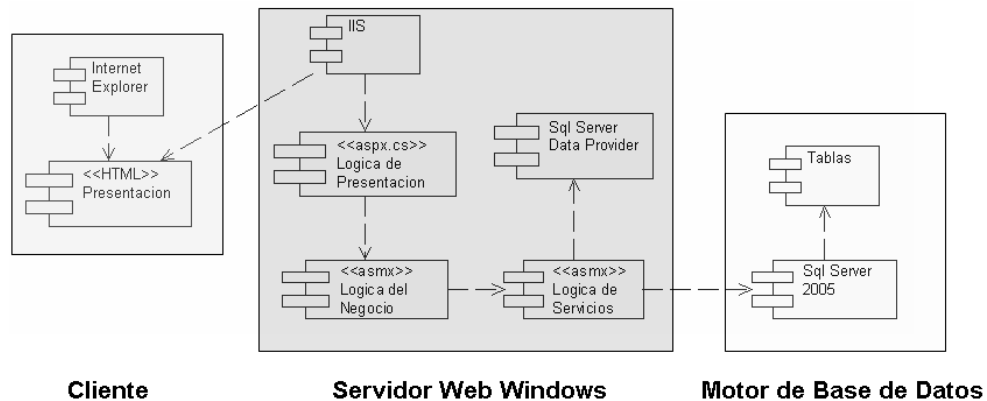 Internet
Explorer
<<HTML>>
Presentacion
IIS
<<aspx.cs>>
Logica de
Presentacion
Sql Server
Data Provider
<<asmx>>
Logica del
Negocio
<<asmx>>
Logica de
Servicios
Tablas
Sql Server
2005
Cliente
Servidor Web Windows
Motor de Base de Datos